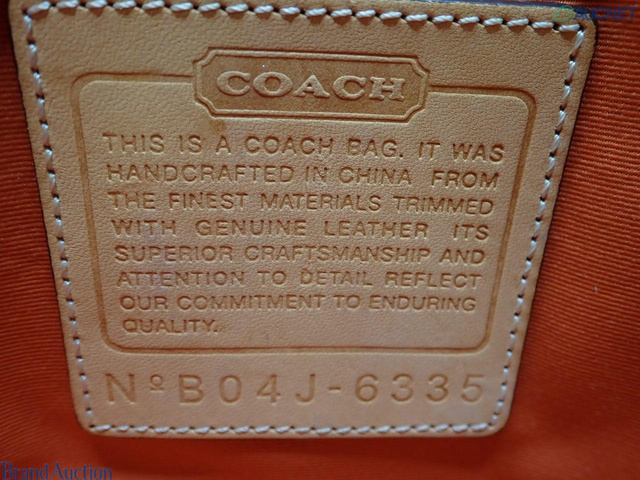 COACH
THIS IS A COACH BAG. IT WAS
HANDCRAFTED IN CHINA FROM
THE FINEST MATERIALS TRIMMED
WITH GENUINE LEATHER ITS
SUPERIOR CRAFTSMANSHIP AND
ATTENTION TO DETAIL REFLECT
OUR COMMITMENT TO ENDURING
QUALITY.
Nº B04J-6335
Brand Auction